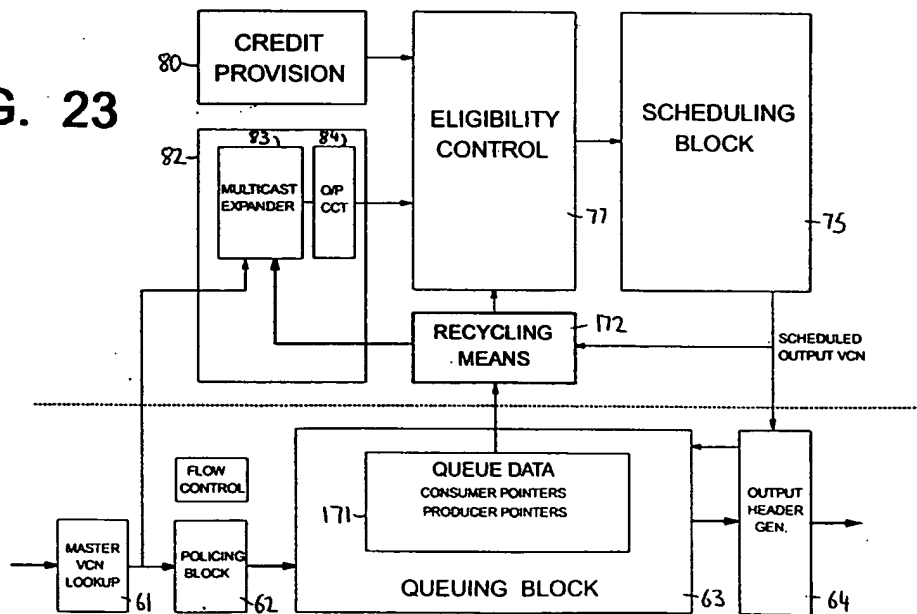 G. 23
80
CREDIT
PROVISION
82
83
84
MULTICAST
EXPANDER
O/P
CCT
ELIGIBILITY
CONTROL
77
SCHEDULING
BLOCK
75
RECYCLING
MEANS
172
SCHEDULED
OUTPUT VCN
FLOW
CONTROL
MASTER
VCN
LOOKUP
61
POLICING
BLOCK
62
171
QUEUE DATA
CONSUMER POINTERS
PRODUCER POINTERS
QUEUING BLOCK
63
OUTPUT
HEADER
GEN.
64